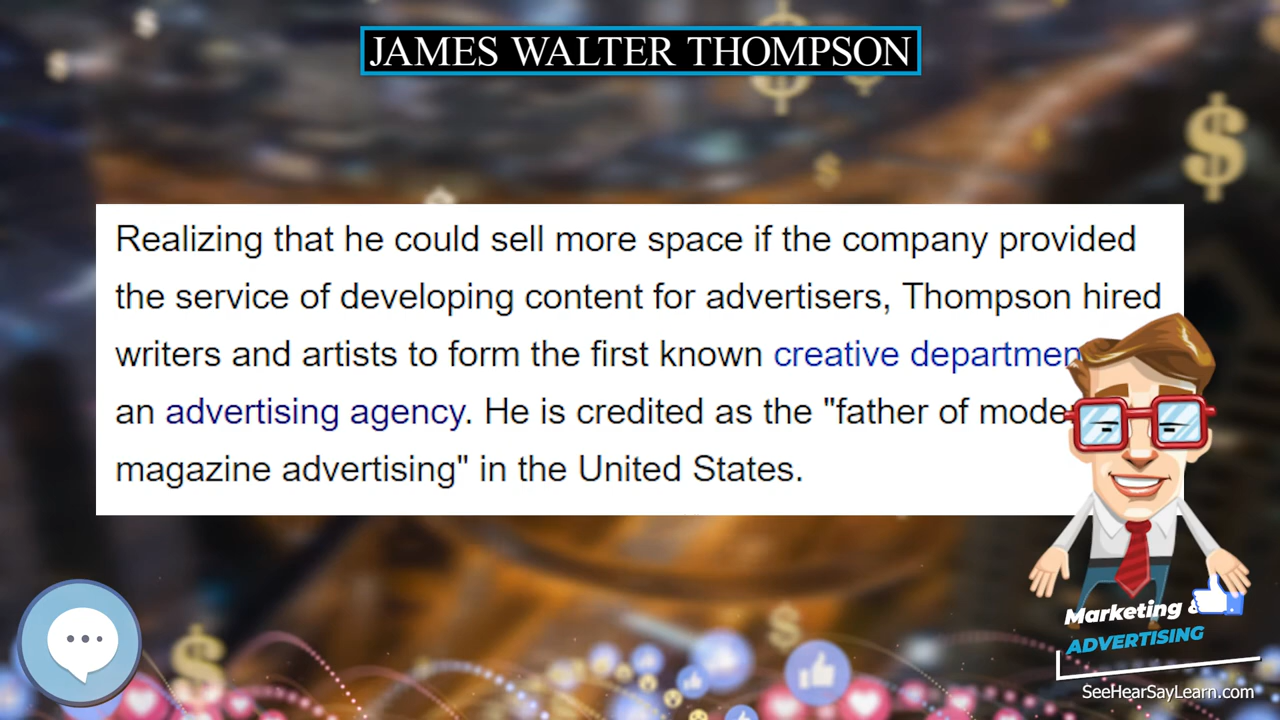 JAMES WALTER THOMPSON
Realizing that he could sell more space if the company provided
the service of developing content for advertisers, Thompson hired
writers and artists to form the first known creative
an advertising agency. He is credited as the "father of
magazine advertising" in the United States.
Marketing &
ADVERTISING
SeeHearSayLearn.com